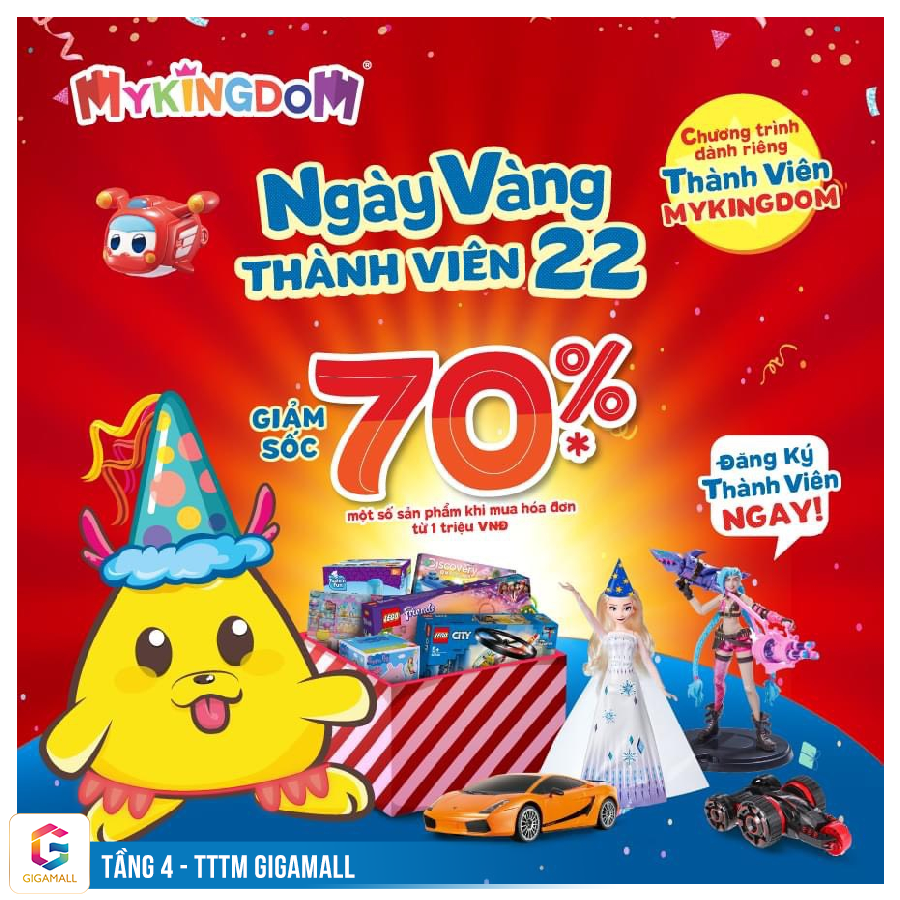 MYKINGDOM®
Chương trình
dành riêng
Thành Viên
MYKINGDOM
Ngày Vàng
THÀNH VIÊN 22
GIẢM
SỐC
70%*
một số sản phẩm khi mua hóa đơn
từ 1 triệu VNĐ
Đăng Ký
Thành Viên
NGAY!
DISCOVERY
LEGO Friends
LEGO CITY
GIGAMALL
TẦNG 4 - TTTM GIGAMALL